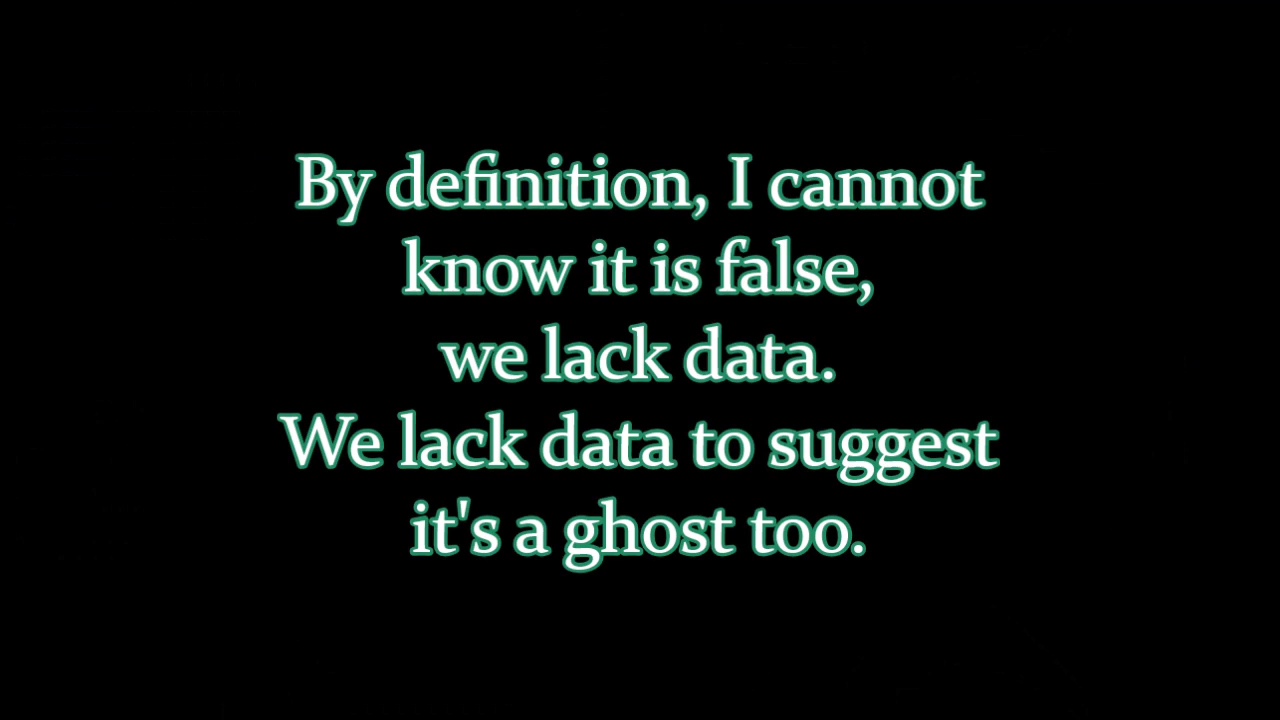 By definition, I cannot
know it is false,
we lack data.
We lack data to suggest
it's a ghost too.